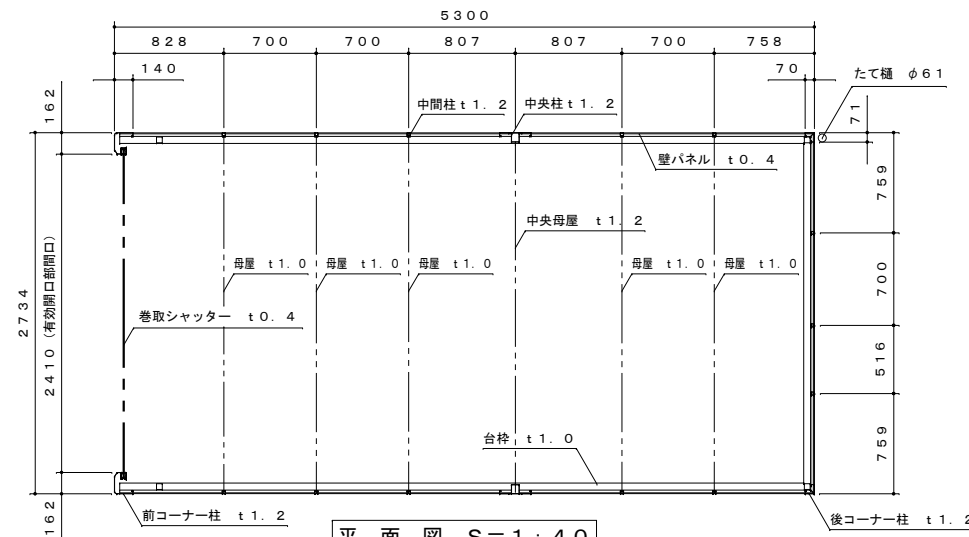 5300
828 700 700 807 807 700 758
140 70 たて樋 φ61
162 71
中間柱 t1.2 中央柱 t1.2
壁パネル t0.4
759
中央母屋 t1.2
母屋 t1.0 母屋 t1.0 母屋 t1.0 母屋 t1.0 母屋 t1.0
700
2734
2410 (有効開口部間口)
巻取シャッター t0.4
516
台枠 t1.0
759
162
前コーナー柱 t1.2
後コーナー柱 t1.2
平面図 S=1:40